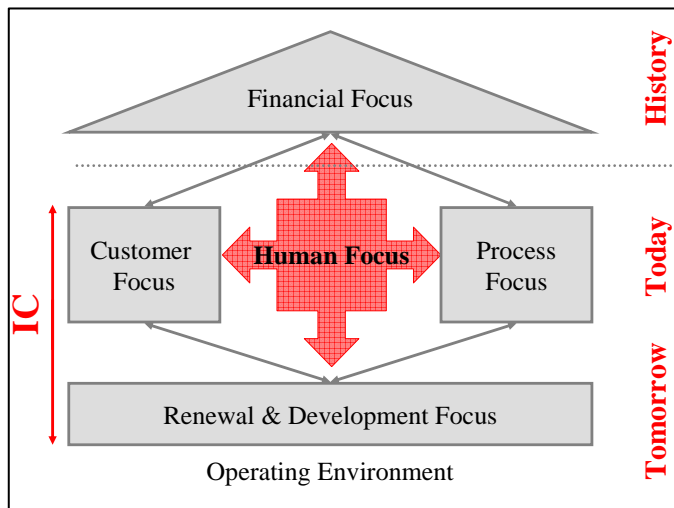 Financial Focus
History
Customer
Focus
Human Focus
Process
Focus
Today
IC
Renewal & Development Focus
Tomorrow
Operating Environment